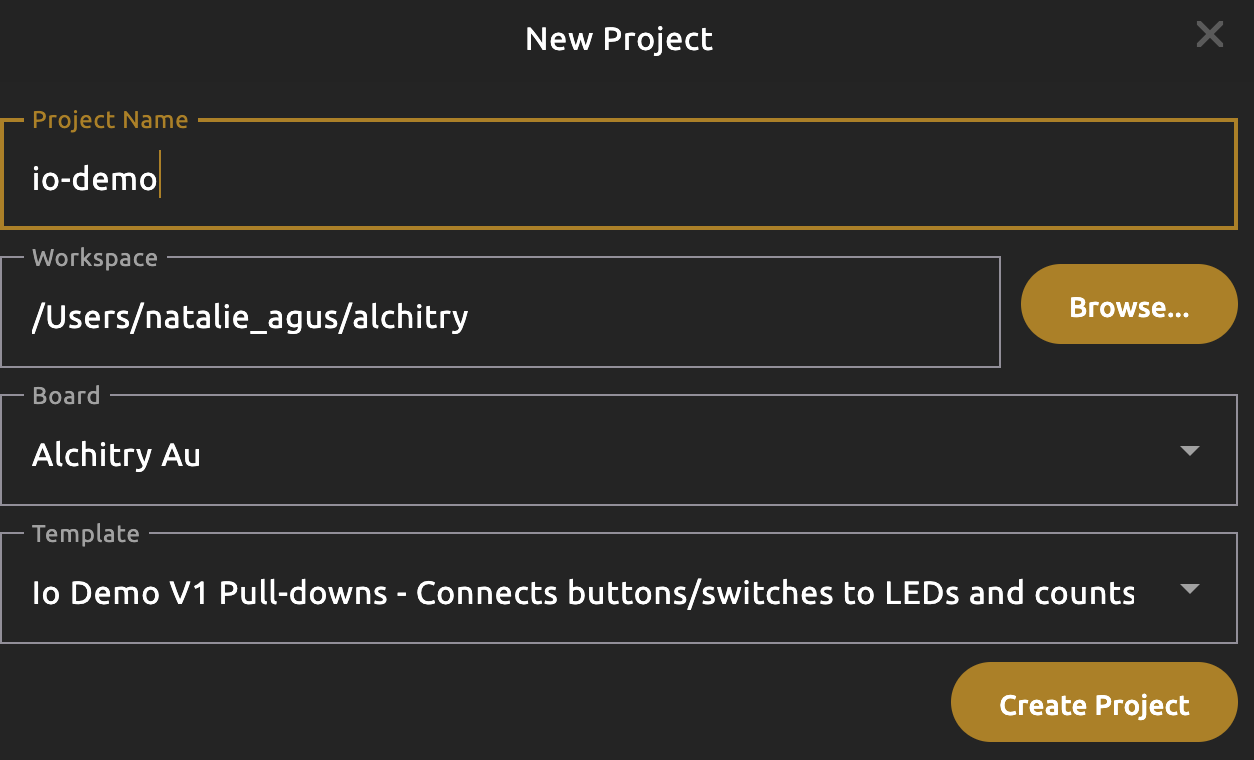 New Project
Project Name
io-demo
Workspace
/Users/natalie_agus/alchitry
Browse...
Board
Alchitry Au
Template
Io Demo V1 Pull-downs - Connects buttons/switches to LEDs and counts
Create Project